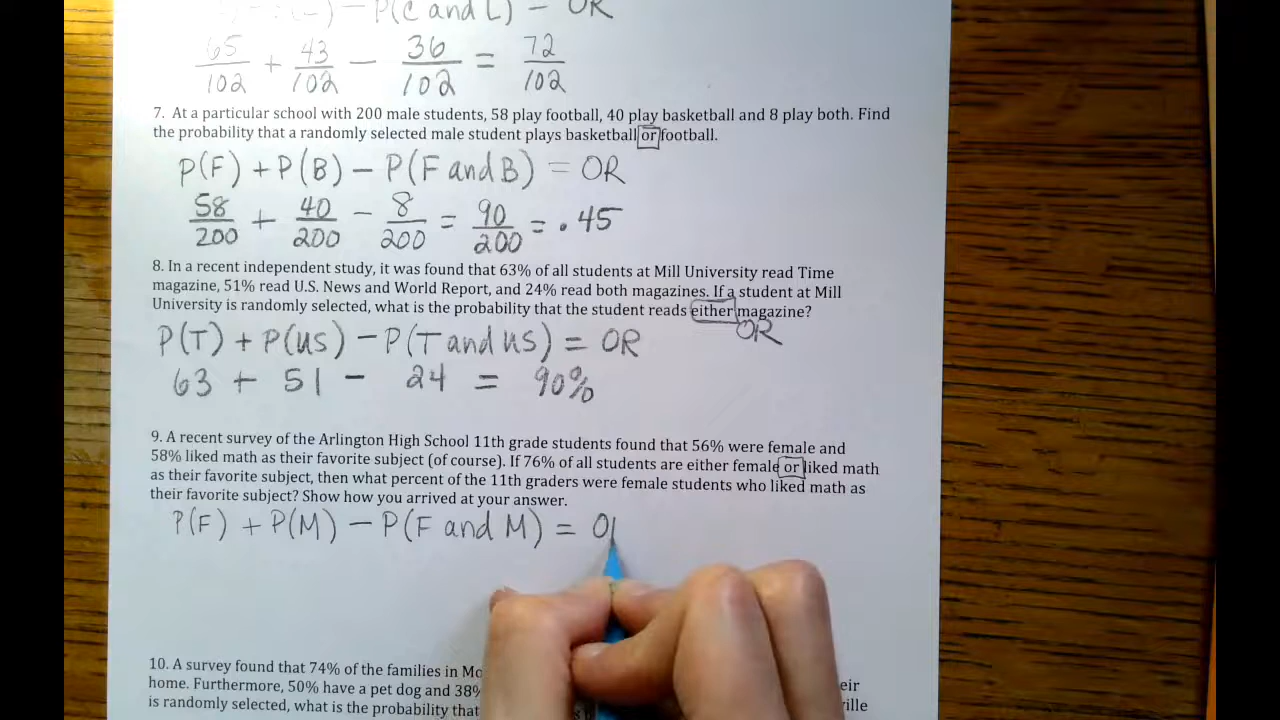 P(C and L) = OR
65/102 + 43/102 - 36/102 = 72/102
7. At a particular school with 200 male students, 58 play football, 40 play basketball and 8 play both. Find
the probability that a randomly selected male student plays basketball or football.
P(F) + P(B) - P(F and B) = OR
58/200 + 40/200 - 8/200 = 90/200 = .45
8. In a recent independent study, it was found that 63% of all students at Mill University read Time
magazine, 51% read U.S. News and World Report, and 24% read both magazines. If a student at Mill
University is randomly selected, what is the probability that the student reads either magazine?
OR
P(T) + P(US) - P(T and US) = OR
63 + 51 - 24 = 90%
9. A recent survey of the Arlington High School 11th grade students found that 56% were female and
58% liked math as their favorite subject (of course). If 76% of all students are either female or liked math
as their favorite subject, then what percent of the 11th graders were female students who liked math as
their favorite subject? Show how you arrived at your answer.
P(F) + P(M) - P(F and M) =
10. A survey found that 74% of the families in
home. Furthermore, 50% have a pet dog and 38%
is randomly selected, what is the probability that